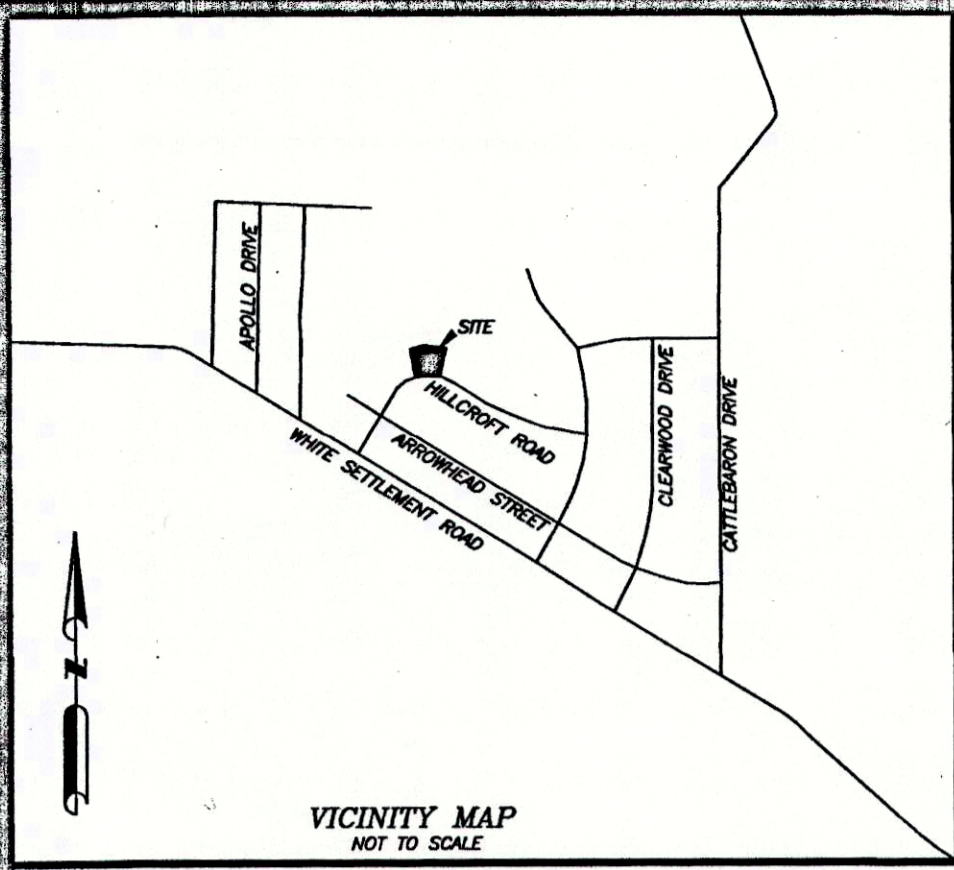 APOLLO DRIVE
SITE
HILLCROFT ROAD
ARROWHEAD STREET
WHITE SETTLEMENT ROAD
CLEARWOOD DRIVE
CATTLEBARON DRIVE
N
VICINITY MAP
NOT TO SCALE